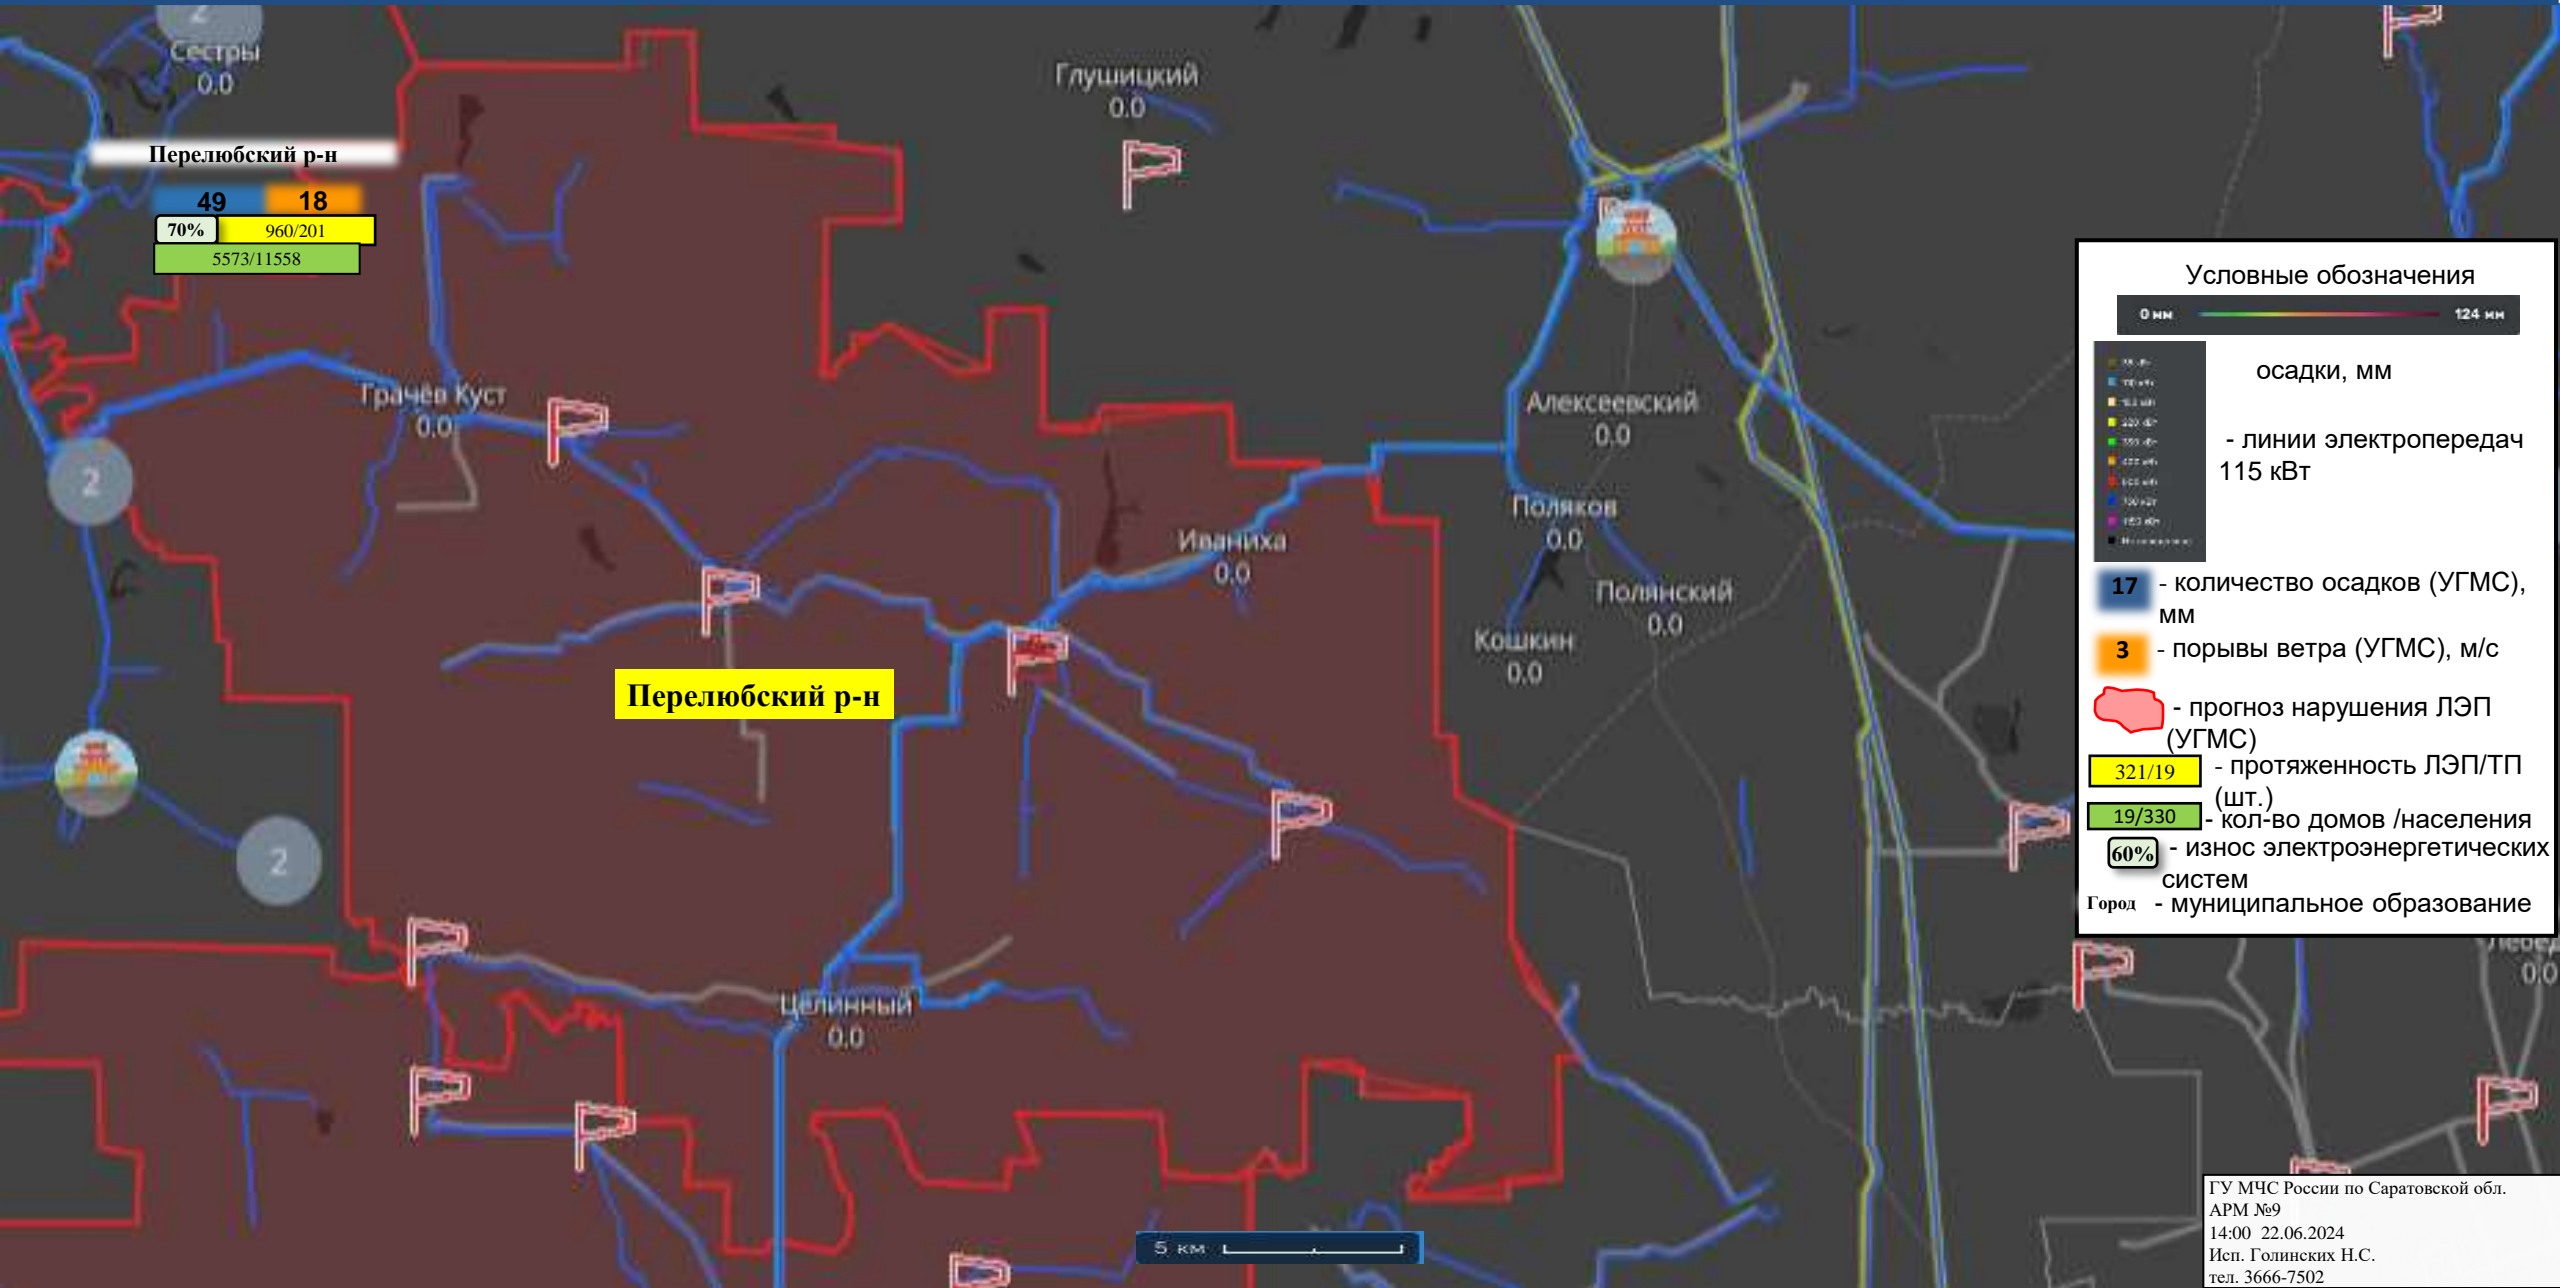 2
Сестры
0.0
Глушицкий
0.0
Перелюбский р-н
49 18
70% 960/201
5573/11558
Грачёв Куст
0.0
2
Алексеевский
0.0
Поляков
0.0
Иваниха
0.0
Полянский
0.0
Кошкин
0.0
Перелюбский р-н
2
Целинный
0.0
5 км
Условные обозначения
0 мм 124 мм
осадки, мм
- линии электропередач
115 кВт
17 - количество осадков (УГМС),
мм
3 - порывы ветра (УГМС), м/с
- прогноз нарушения ЛЭП
(УГМС)
321/19 - протяженность ЛЭП/ТП
(шт.)
19/330 - кол-во домов /населения
60% - износ электроэнергетических
систем
Город - муниципальное образование
0.0
ГУ МЧС России по Саратовской обл.
АРМ №9
14:00 22.06.2024
Исп. Голинских Н.С.
тел. 3666-7502